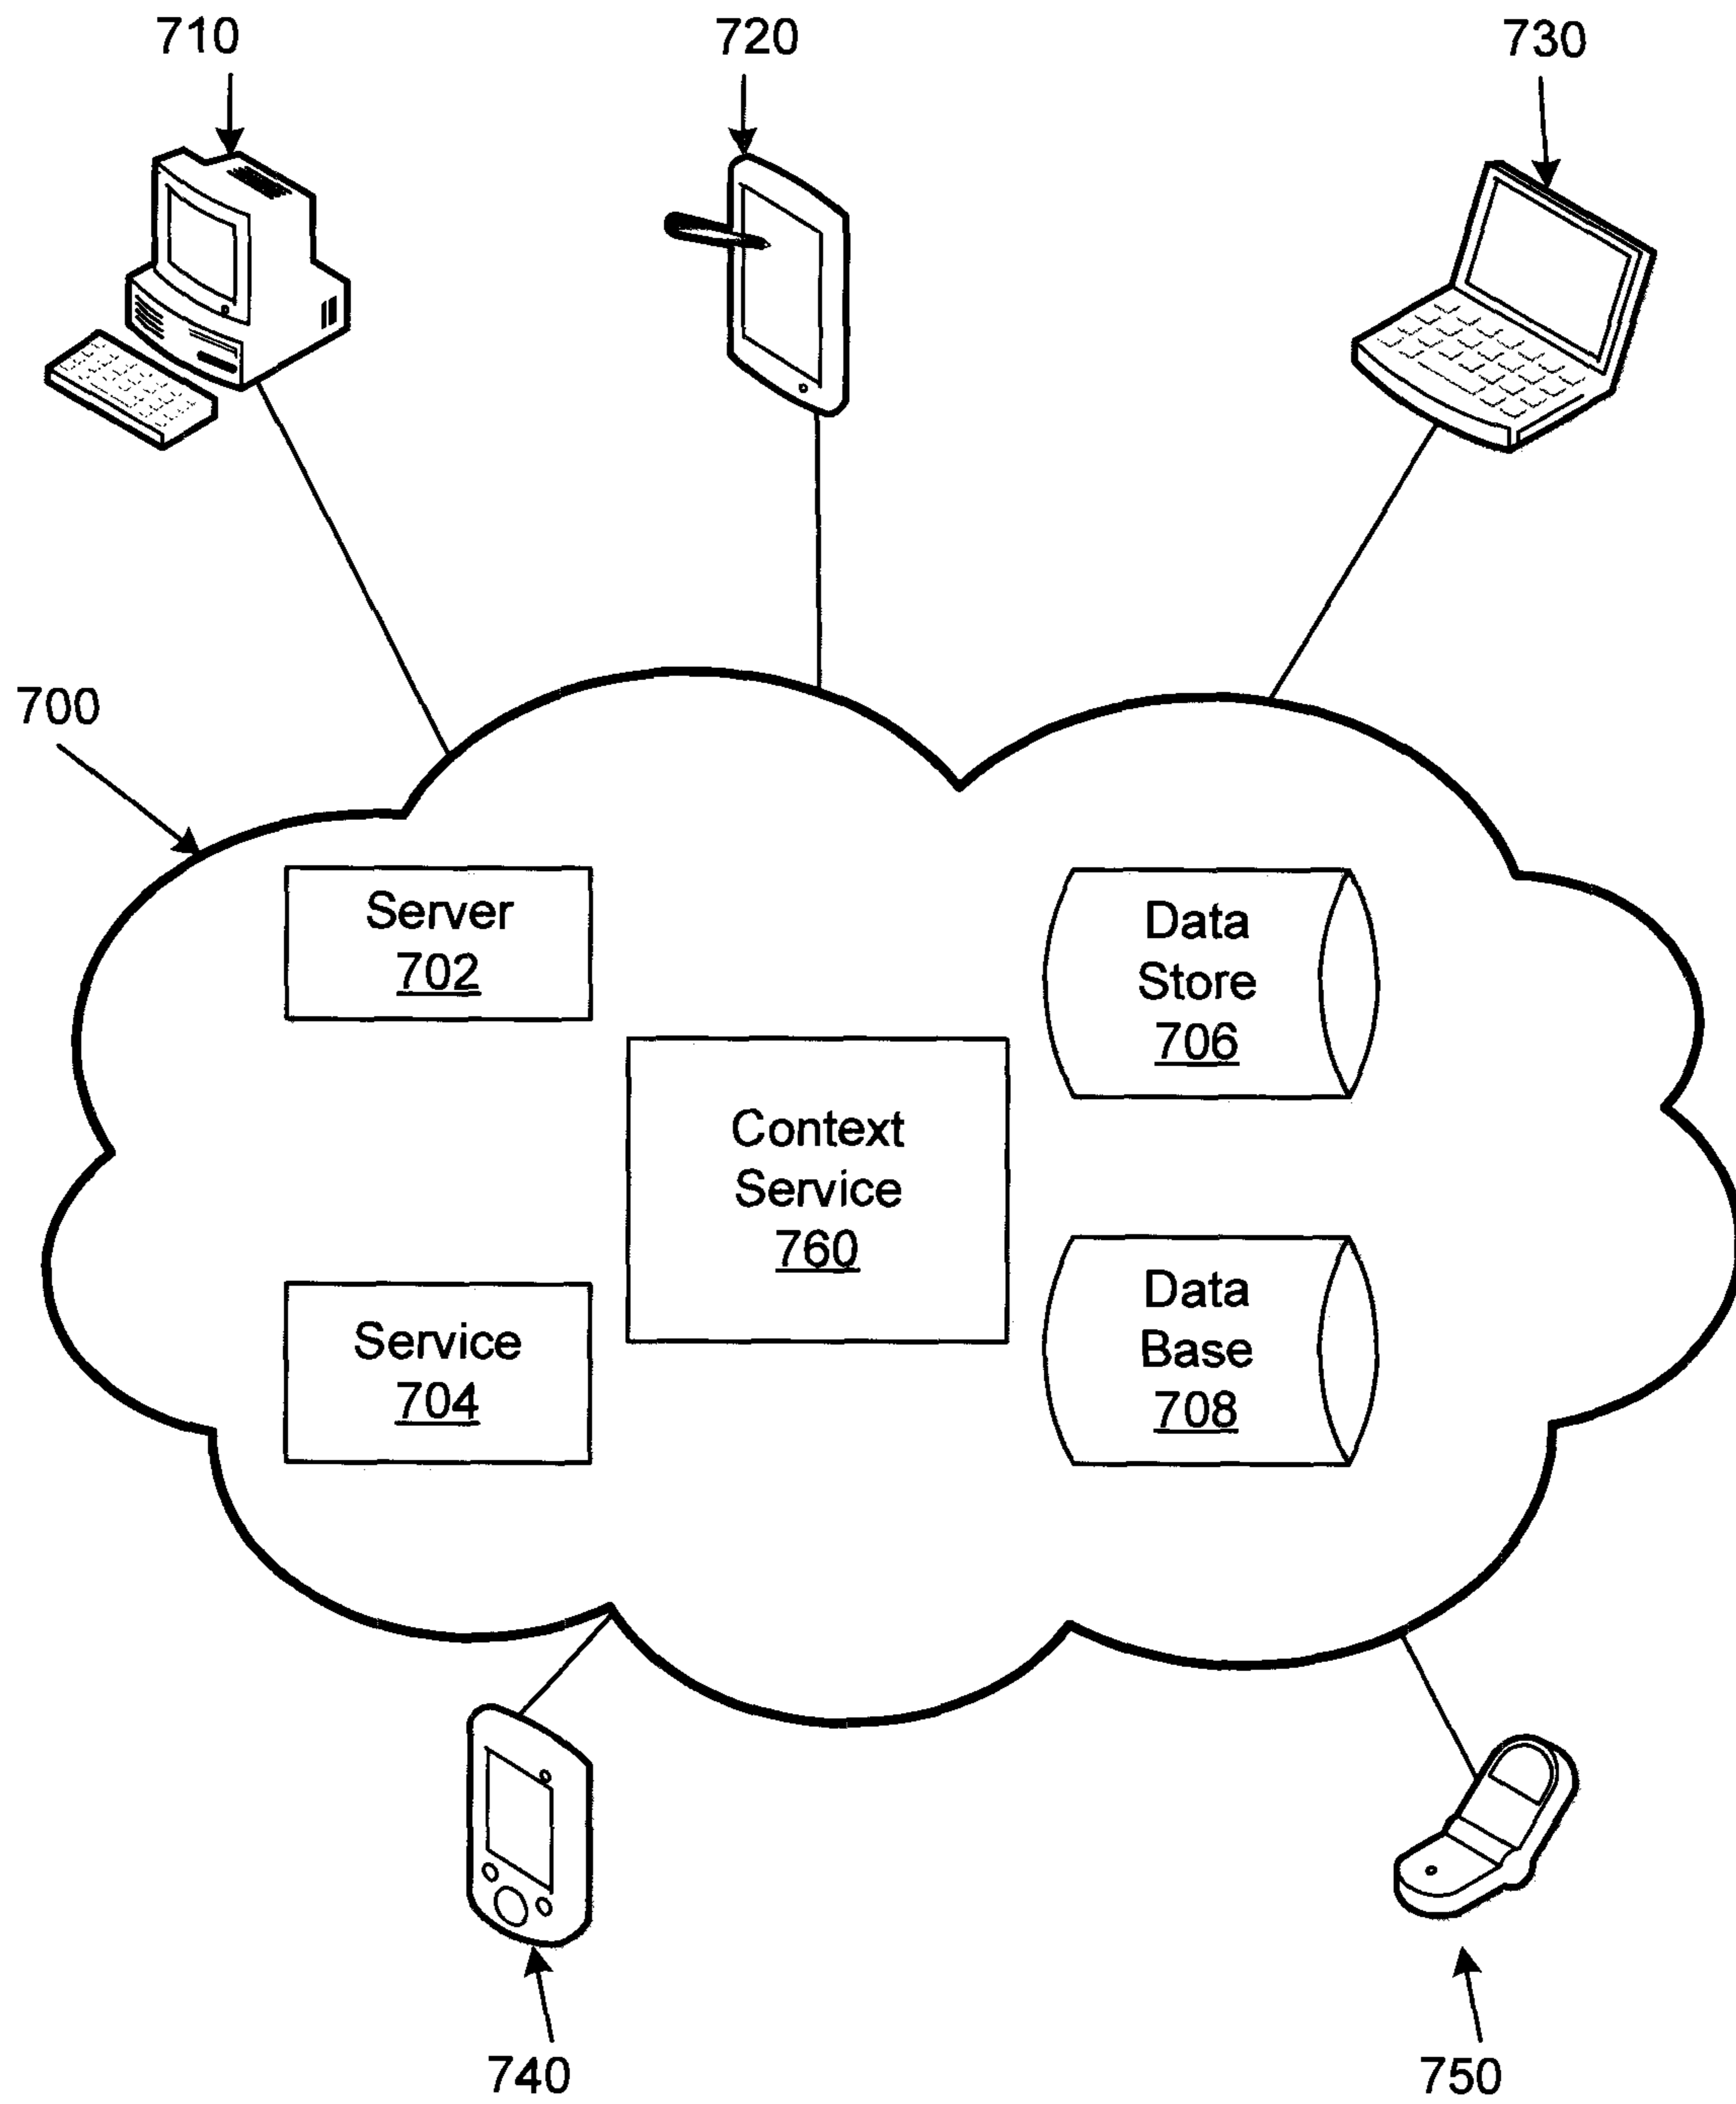 710
720
730
700
Server
702
Data
Store
706
Context
Service
760
Service
704
Data
Base
708
740
750